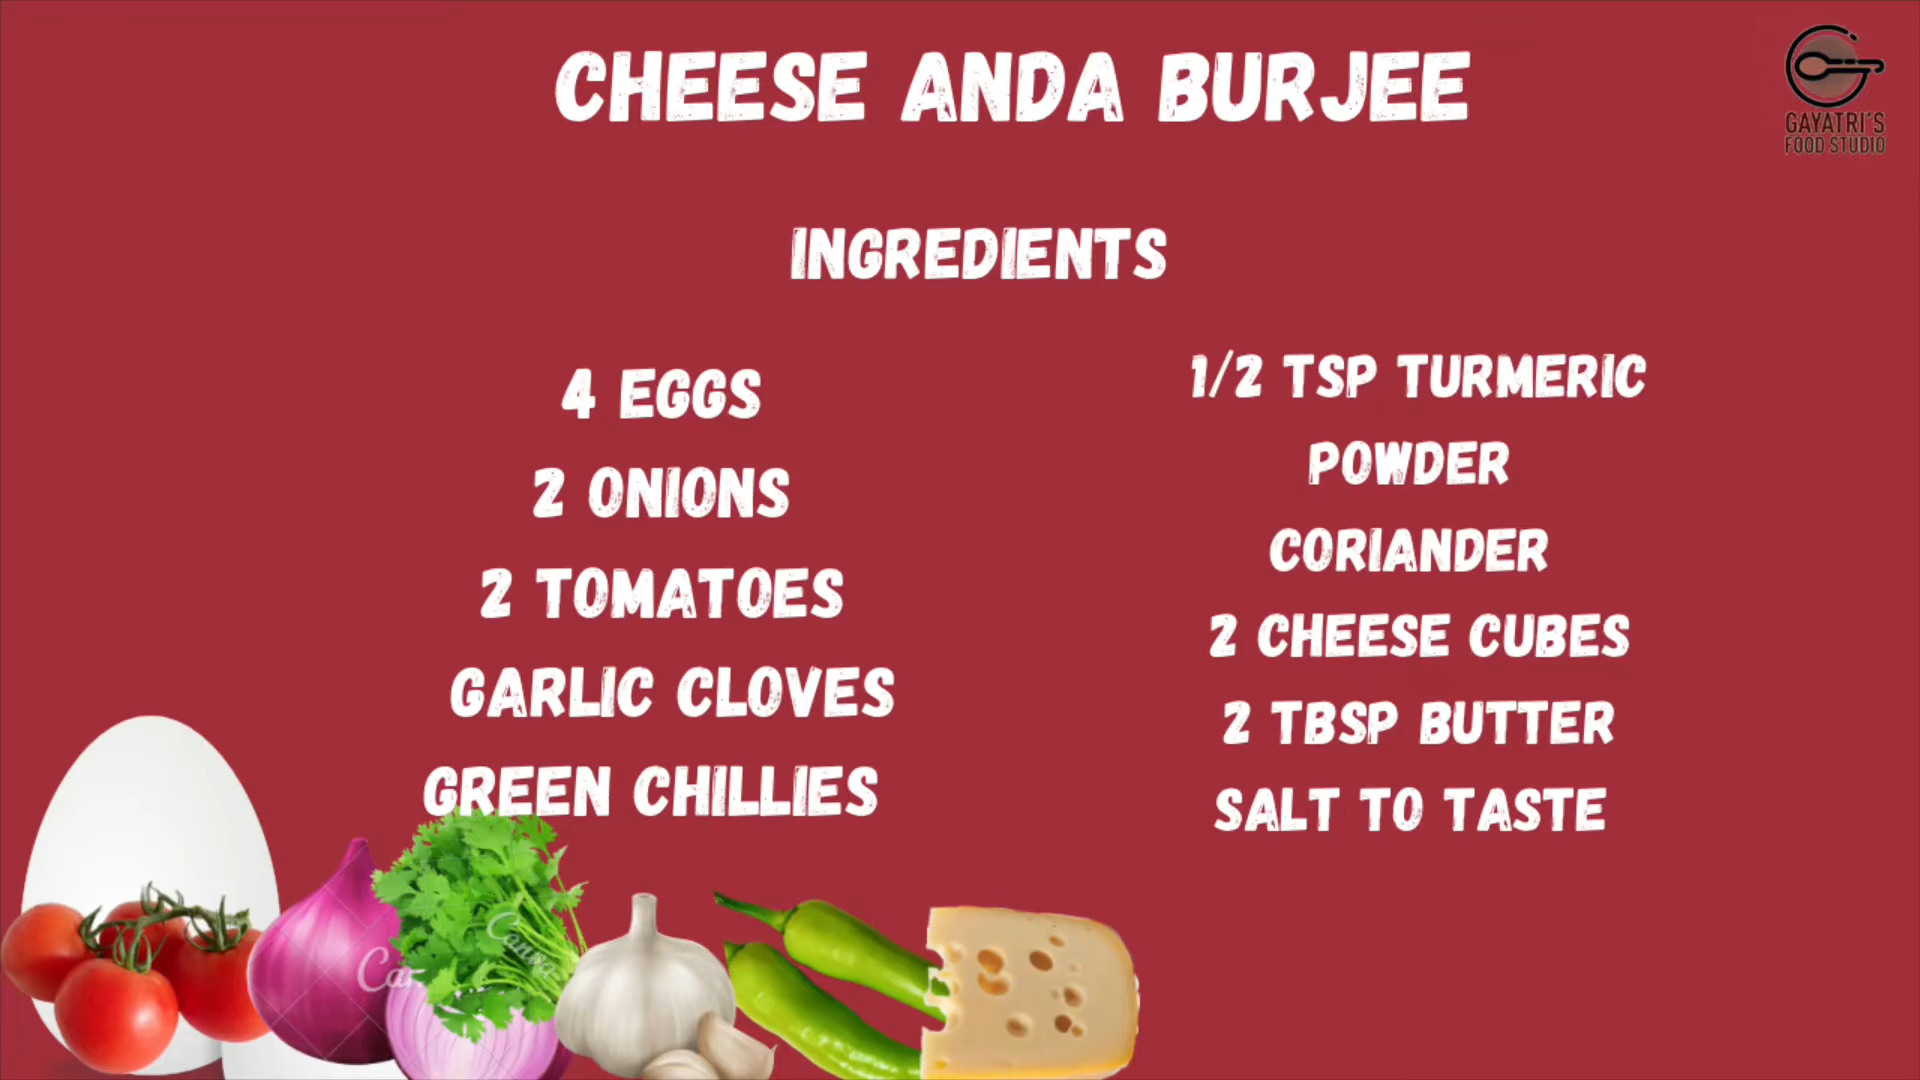 CHEESE ANDA BURJEE
GAYATRI'S
FOOD STUDIO
INGREDIENTS
4 EGGS
2 ONIONS
2 TOMATOES
GARLIC CLOVES
GREEN CHILLIES
1/2 TSP TURMERIC
POWDER
CORIANDER
2 CHEESE CUBES
2 TBSP BUTTER
SALT TO TASTE
Canva